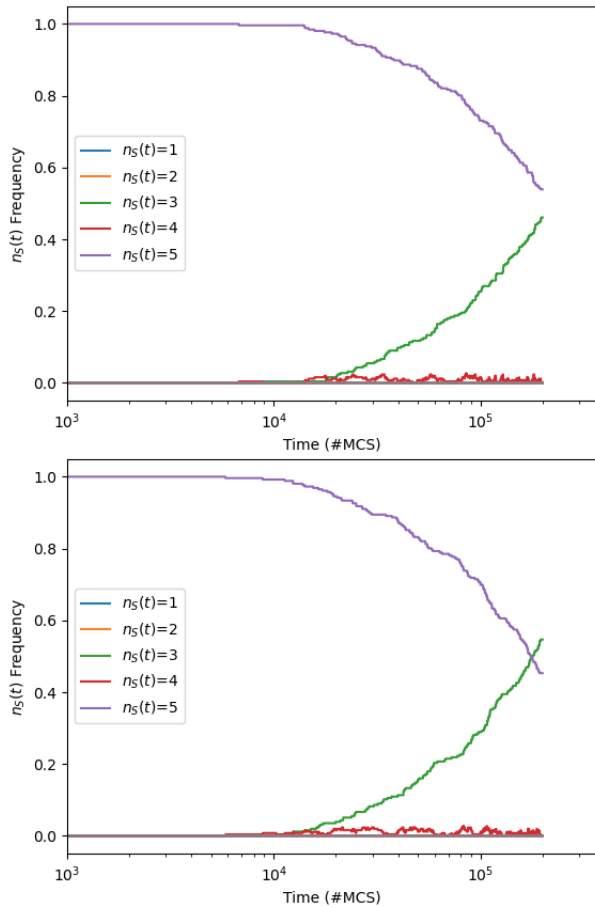 1.0
0.8
0.6
0.4
0.2
0.0
n_S(t) Frequency
n_S(t)=1
n_S(t)=2
n_S(t)=3
n_S(t)=4
n_S(t)=5
10^3 10^4 10^5
Time (#MCS)
1.0
0.8
0.6
0.4
0.2
0.0
n_S(t) Frequency
n_S(t)=1
n_S(t)=2
n_S(t)=3
n_S(t)=4
n_S(t)=5
10^3 10^4 10^5
Time (#MCS)